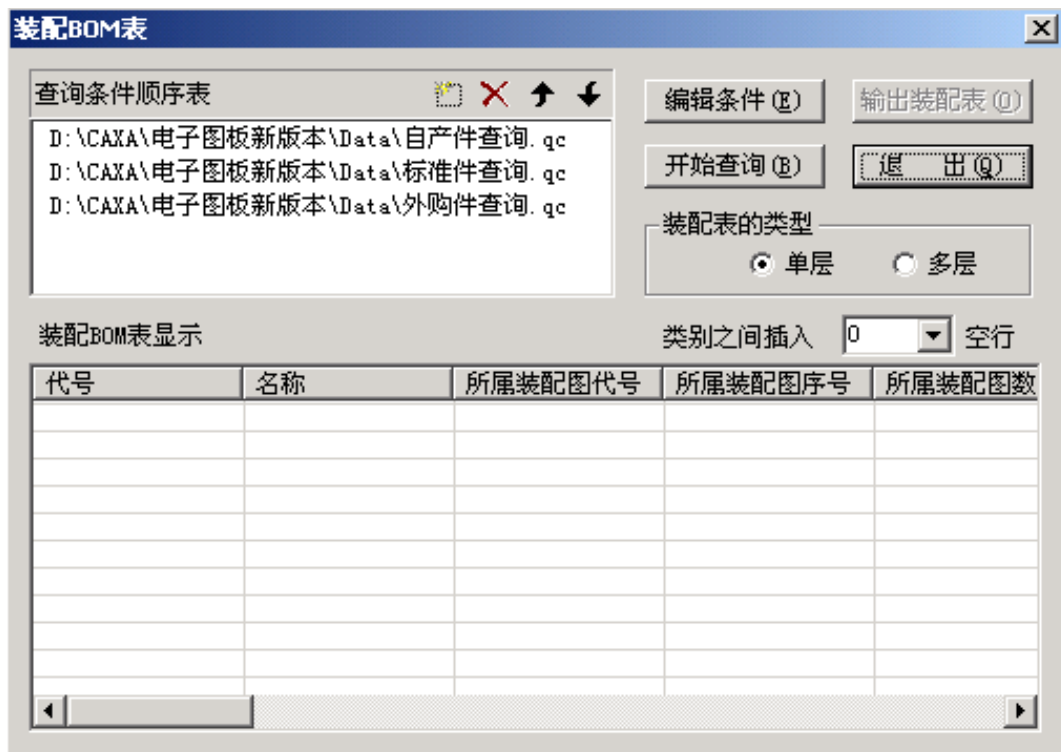 装配BOM表
查询条件顺序表
D:\CAXA\电子图板新版本\Data\自产件查询.qc
D:\CAXA\电子图板新版本\Data\标准件查询.qc
D:\CAXA\电子图板新版本\Data\外购件查询.qc
编辑条件(E) 输出装配表(O)
开始查询(B) 退 出(Q)
装配表的类型
单层 多层
装配BOM表显示 类别之间插入 0 空行
代号 名称 所属装配图代号 所属装配图序号 所属装配图数